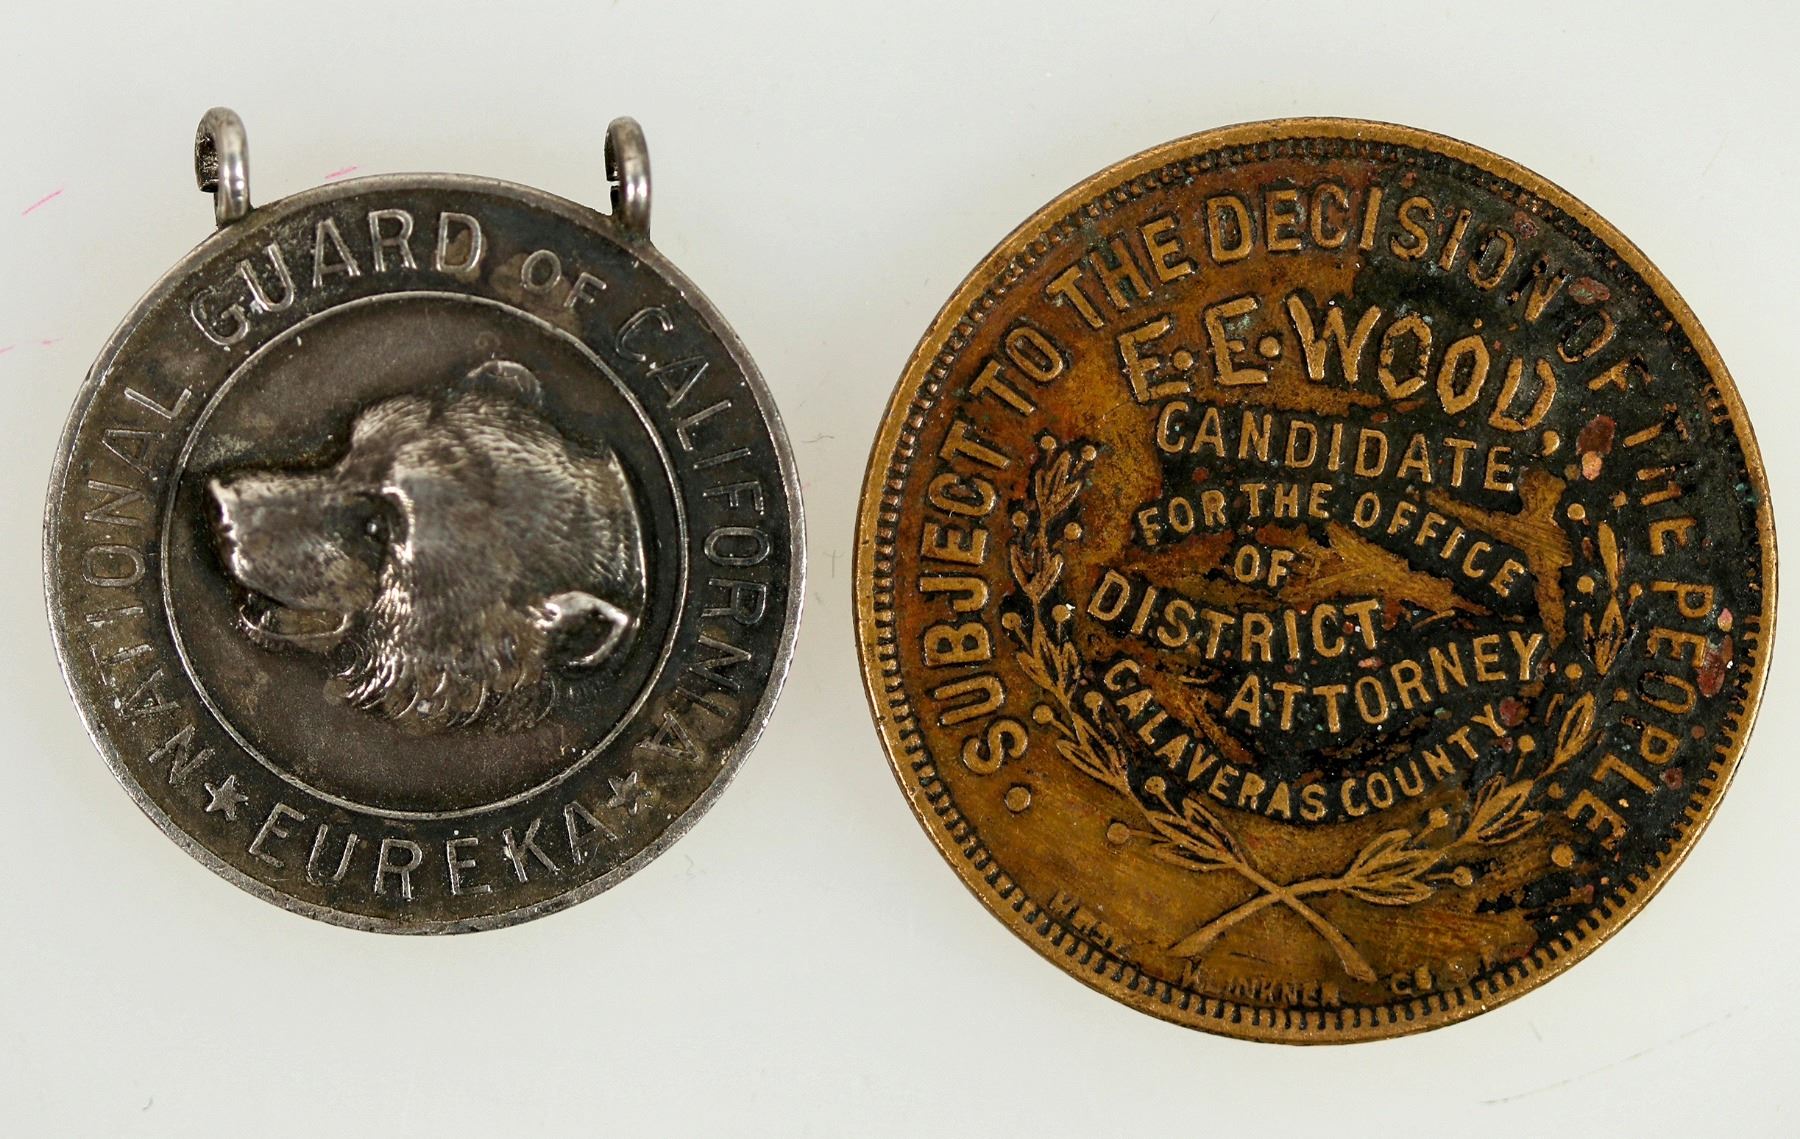 NATIONAL GUARD OF CALIFORNIA
★ EUREKA ★
SUBJECT TO THE DECISION OF THE PEOPLE
E.E.WOOD,
CANDIDATE
FOR THE OFFICE
OF
DISTRICT
ATTORNEY
CALAVERAS COUNTY